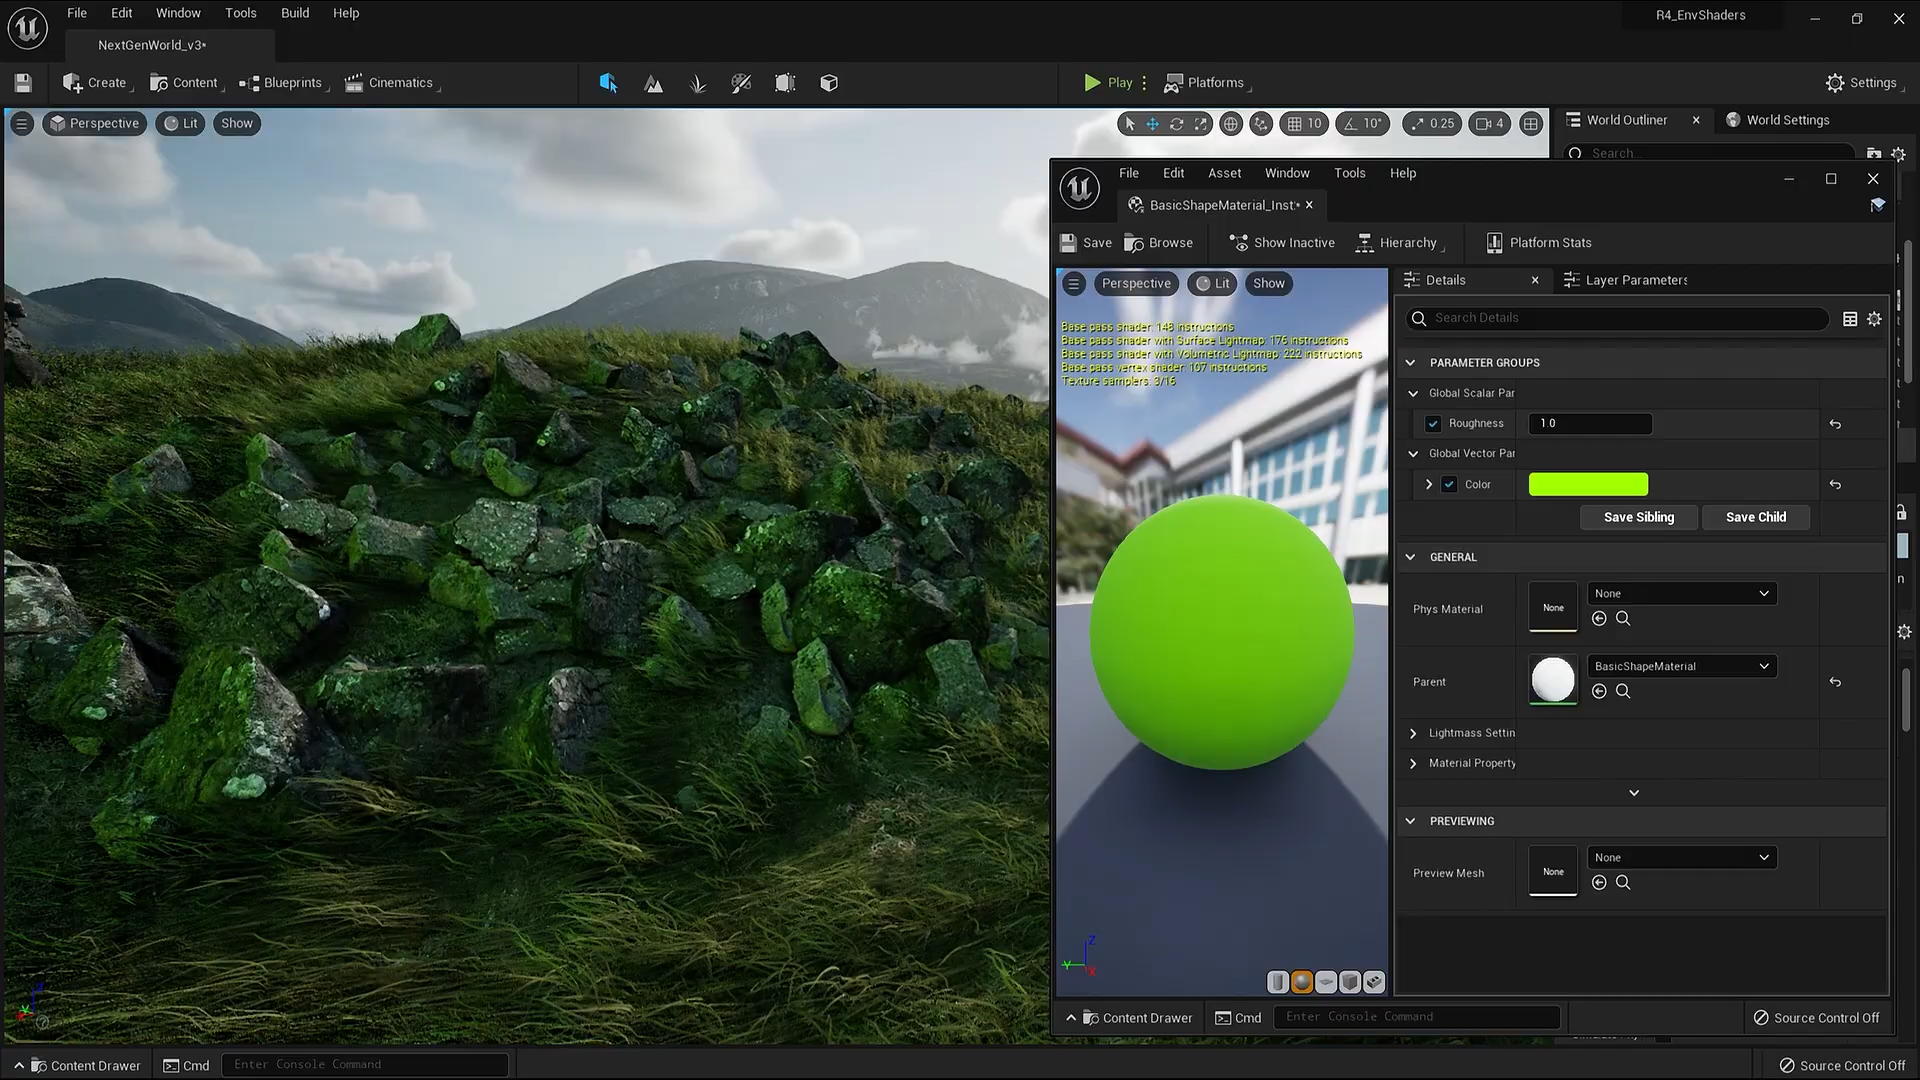 File Edit Window Tools Build Help
R4_EnvShaders
NextGenWorld_v3*
Create Content Blueprints Cinematics Play Platforms Settings
Perspective Lit Show
10 10° 0.25 4
World Outliner World Settings
Search...
File Edit Asset Window Tools Help
BasicShapeMaterial_Inst*
Save Browse Show Inactive Hierarchy Platform Stats
Perspective Lit Show
Base pass shader: 148 instructions
Base pass shader with Surface Lightmap: 176 instructions
Base pass shader with Volumetric Lightmap: 222 instructions
Base pass vertex shader: 107 instructions
Texture samplers: 3/16
Details Layer Parameters
Search Details
PARAMETER GROUPS
Global Scalar Par
Roughness 1.0
Global Vector Par
Color
Save Sibling Save Child
GENERAL
Phys Material None None
Parent BasicShapeMaterial
Lightmass Settin
Material Property
PREVIEWING
Preview Mesh None None
Z
Y
X
Content Drawer Cmd Enter Console Command Source Control Off
Content Drawer Cmd Enter Console Command Source Control Off